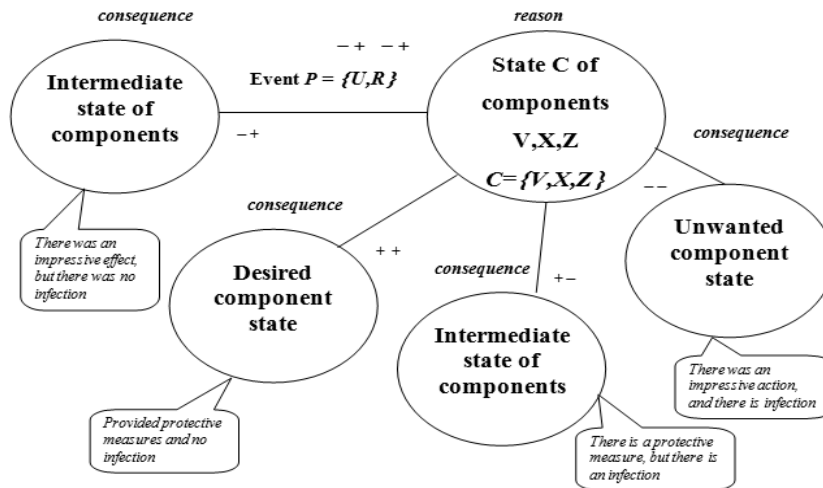 consequence
reason
− + − +
Event P = {U,R}
Intermediate
state of
components
− +
State C of
components
V,X,Z
C={V,X,Z}
consequence
− −
There was an
impressive effect,
but there was no
infection
consequence
+ +
Desired
component
state
consequence
+ −
Intermediate
state of
components
Unwanted
component
state
Provided protective
measures and no
infection
There was an
impressive action,
and there is infection
There is a protective
measure, but there is
an infection